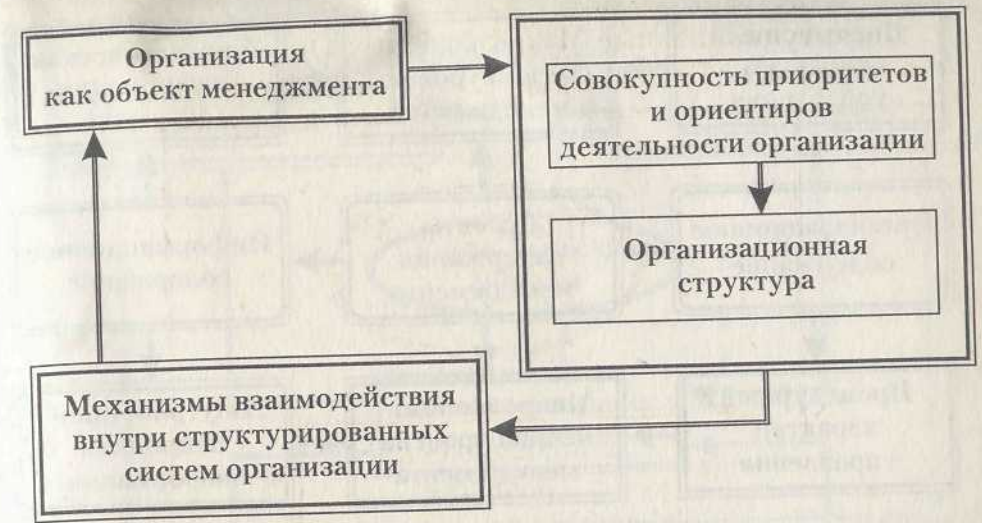 Организация
как объект менеджмента
Совокупность приоритетов
и ориентиров
деятельности организации
Организационная
структура
Механизмы взаимодействия
внутри структурированных
систем организации